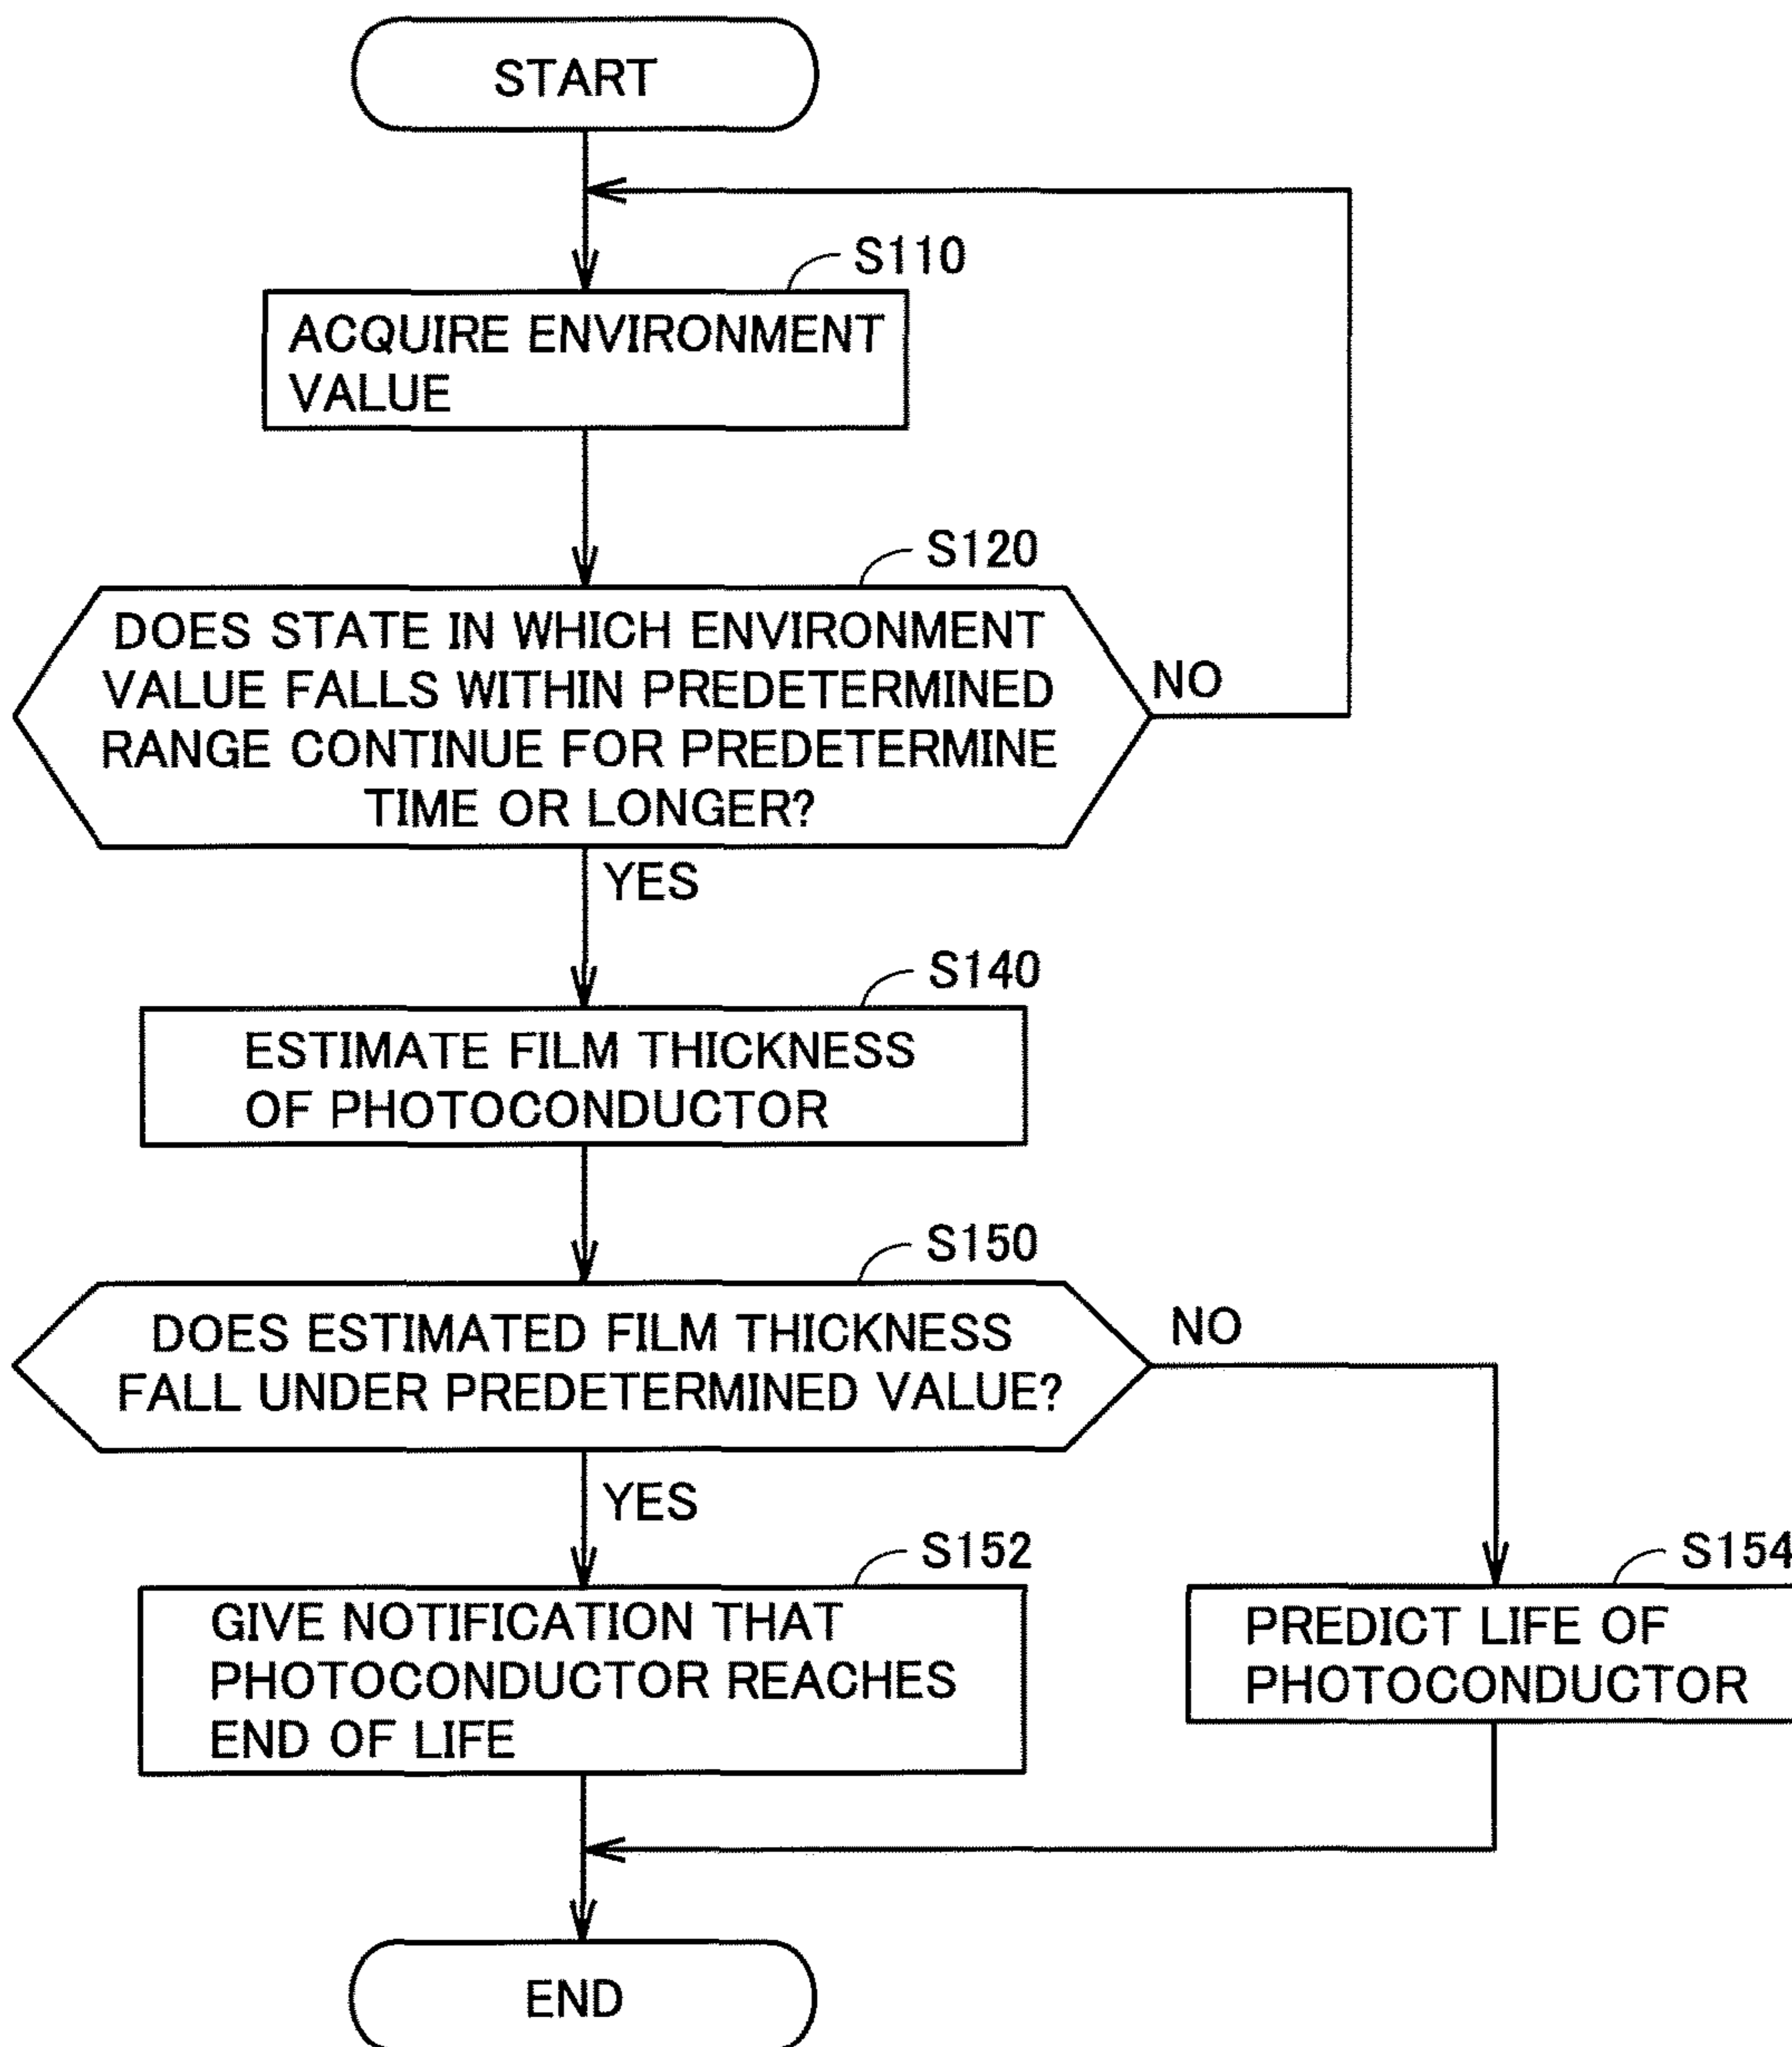 START
S110
ACQUIRE ENVIRONMENT
VALUE
S120
DOES STATE IN WHICH ENVIRONMENT
VALUE FALLS WITHIN PREDETERMINED
RANGE CONTINUE FOR PREDETERMINE
TIME OR LONGER?
NO
YES
S140
ESTIMATE FILM THICKNESS
OF PHOTOCONDUCTOR
S150
DOES ESTIMATED FILM THICKNESS
FALL UNDER PREDETERMINED VALUE?
NO
YES
S152
GIVE NOTIFICATION THAT
PHOTOCONDUCTOR REACHES
END OF LIFE
S154
PREDICT LIFE OF
PHOTOCONDUCTOR
END